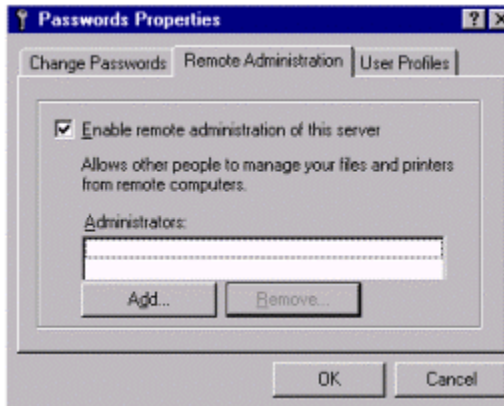 Passwords Properties
Change Passwords Remote Administration User Profiles
Enable remote administration of this server
Allows other people to manage your files and printers
from remote computers.
Administrators:
Add... Remove...
OK Cancel